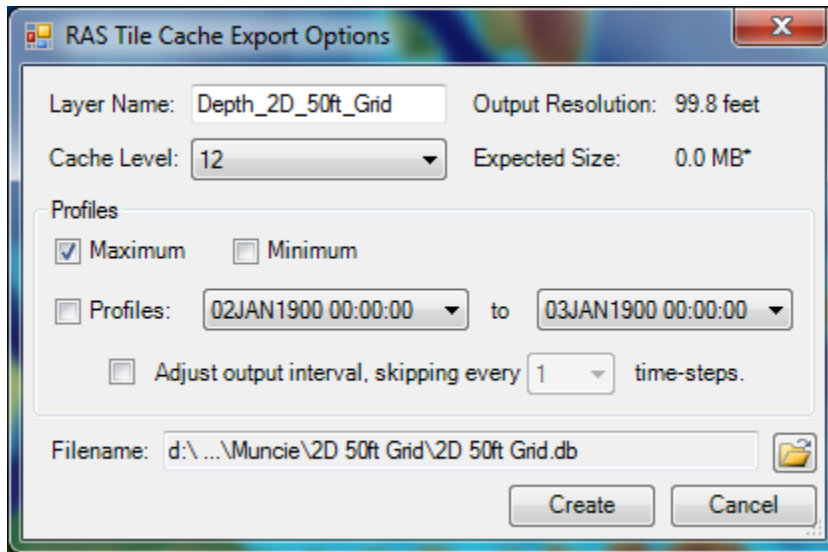 RAS Tile Cache Export Options
Layer Name: Depth_2D_50ft_Grid Output Resolution: 99.8 feet
Cache Level: 12 Expected Size: 0.0 MB*
Profiles
Maximum Minimum
Profiles: 02JAN1900 00:00:00 to 03JAN1900 00:00:00
Adjust output interval, skipping every 1 time-steps.
Filename: d:\ ...\Muncie\2D 50ft Grid\2D 50ft Grid.db
Create Cancel